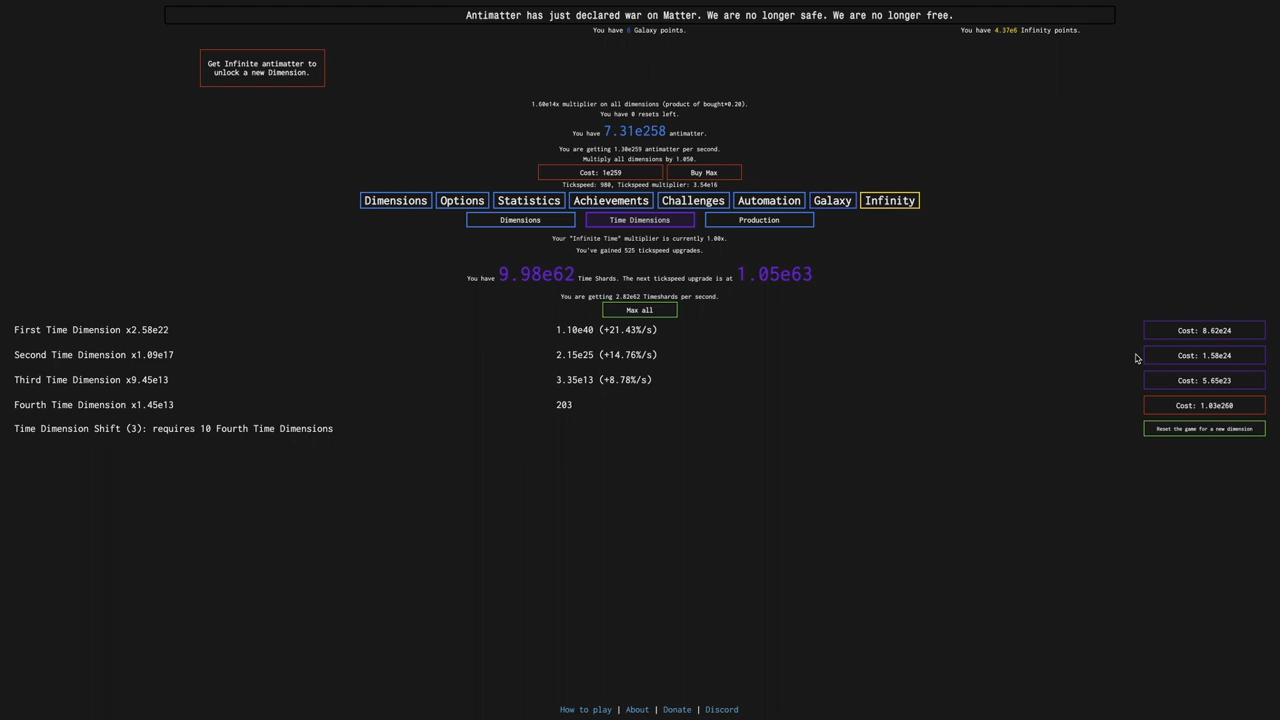 Antimatter has just declared war on Matter. We are no longer safe. We are no longer free.
You have 6 Galaxy points.
You have 4.37e6 Infinity points.
Get Infinite antimatter to
unlock a new Dimension.
1.60e14x multiplier on all dimensions (product of bought*0.20).
You have 0 resets left.
You have 7.31e258 antimatter.
You are getting 1.30e259 antimatter per second.
Multiply all dimensions by 1.050.
Cost: 1e259
Buy Max
Tickspeed: 980, Tickspeed multiplier: 3.54e16
Dimensions
Options
Statistics
Achievements
Challenges
Automation
Galaxy
Infinity
Dimensions
Time Dimensions
Production
Your "Infinite Time" multiplier is currently 1.00x.
You've gained 525 tickspeed upgrades.
You have 9.98e62 Time Shards. The next tickspeed upgrade is at 1.05e63
You are getting 2.82e62 Timeshards per second.
Max all
First Time Dimension x2.58e22 1.10e40 (+21.43%/s) Cost: 8.62e24
Second Time Dimension x1.09e17 2.15e25 (+14.76%/s) Cost: 1.58e24
Third Time Dimension x9.45e13 3.35e13 (+8.78%/s) Cost: 5.65e23
Fourth Time Dimension x1.45e13 203 Cost: 1.03e260
Time Dimension Shift (3): requires 10 Fourth Time Dimensions Reset the game for a new dimension
How to play | About | Donate | Discord